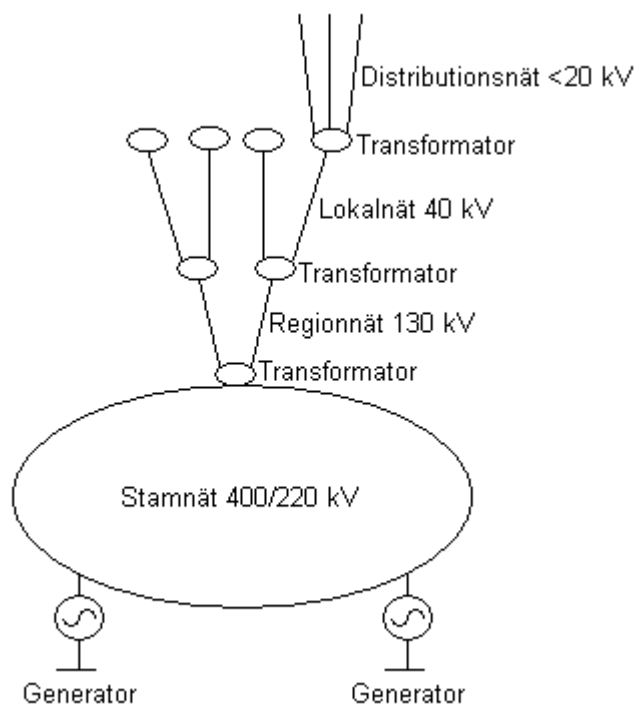 Distributionsnät <20 kV
Transformator
Lokalnät 40 kV
Transformator
Regionnät 130 kV
Transformator
Stamnät 400/220 kV
Generator
Generator